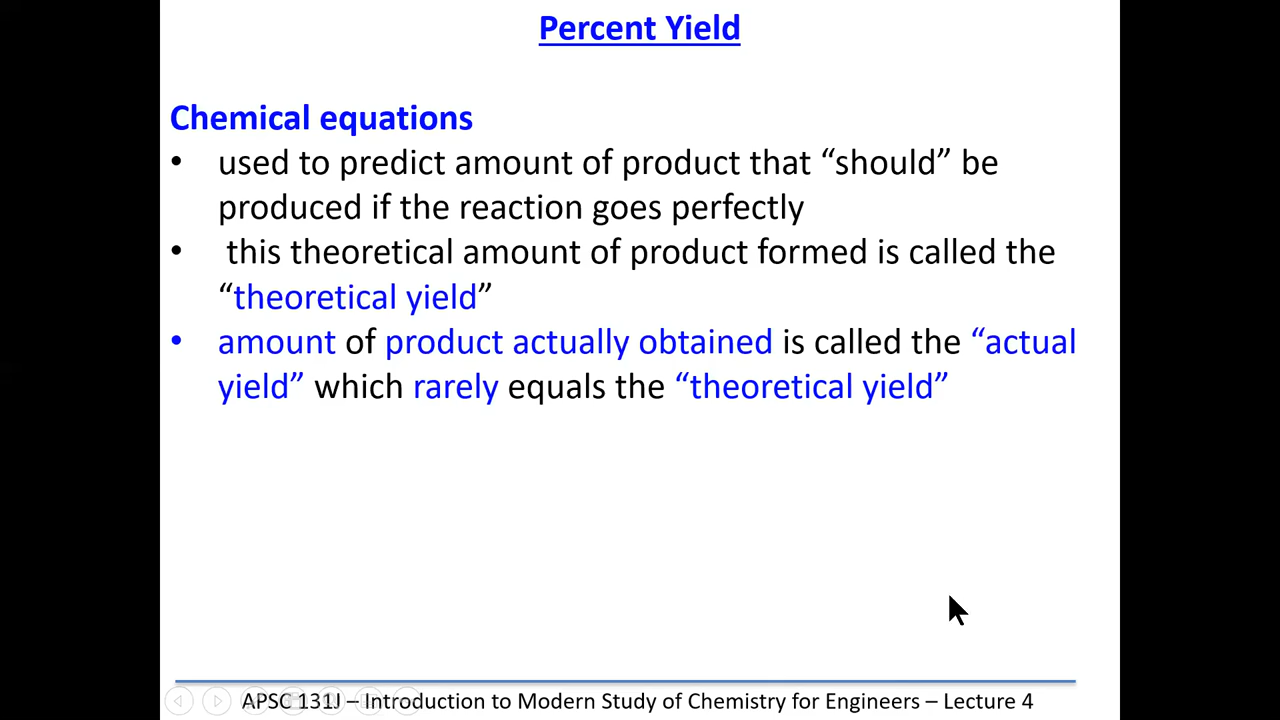 Percent Yield
Chemical equations
• used to predict amount of product that “should” be
produced if the reaction goes perfectly
• this theoretical amount of product formed is called the
“theoretical yield”
• amount of product actually obtained is called the “actual
yield” which rarely equals the “theoretical yield”
APSC 131J – Introduction to Modern Study of Chemistry for Engineers – Lecture 4